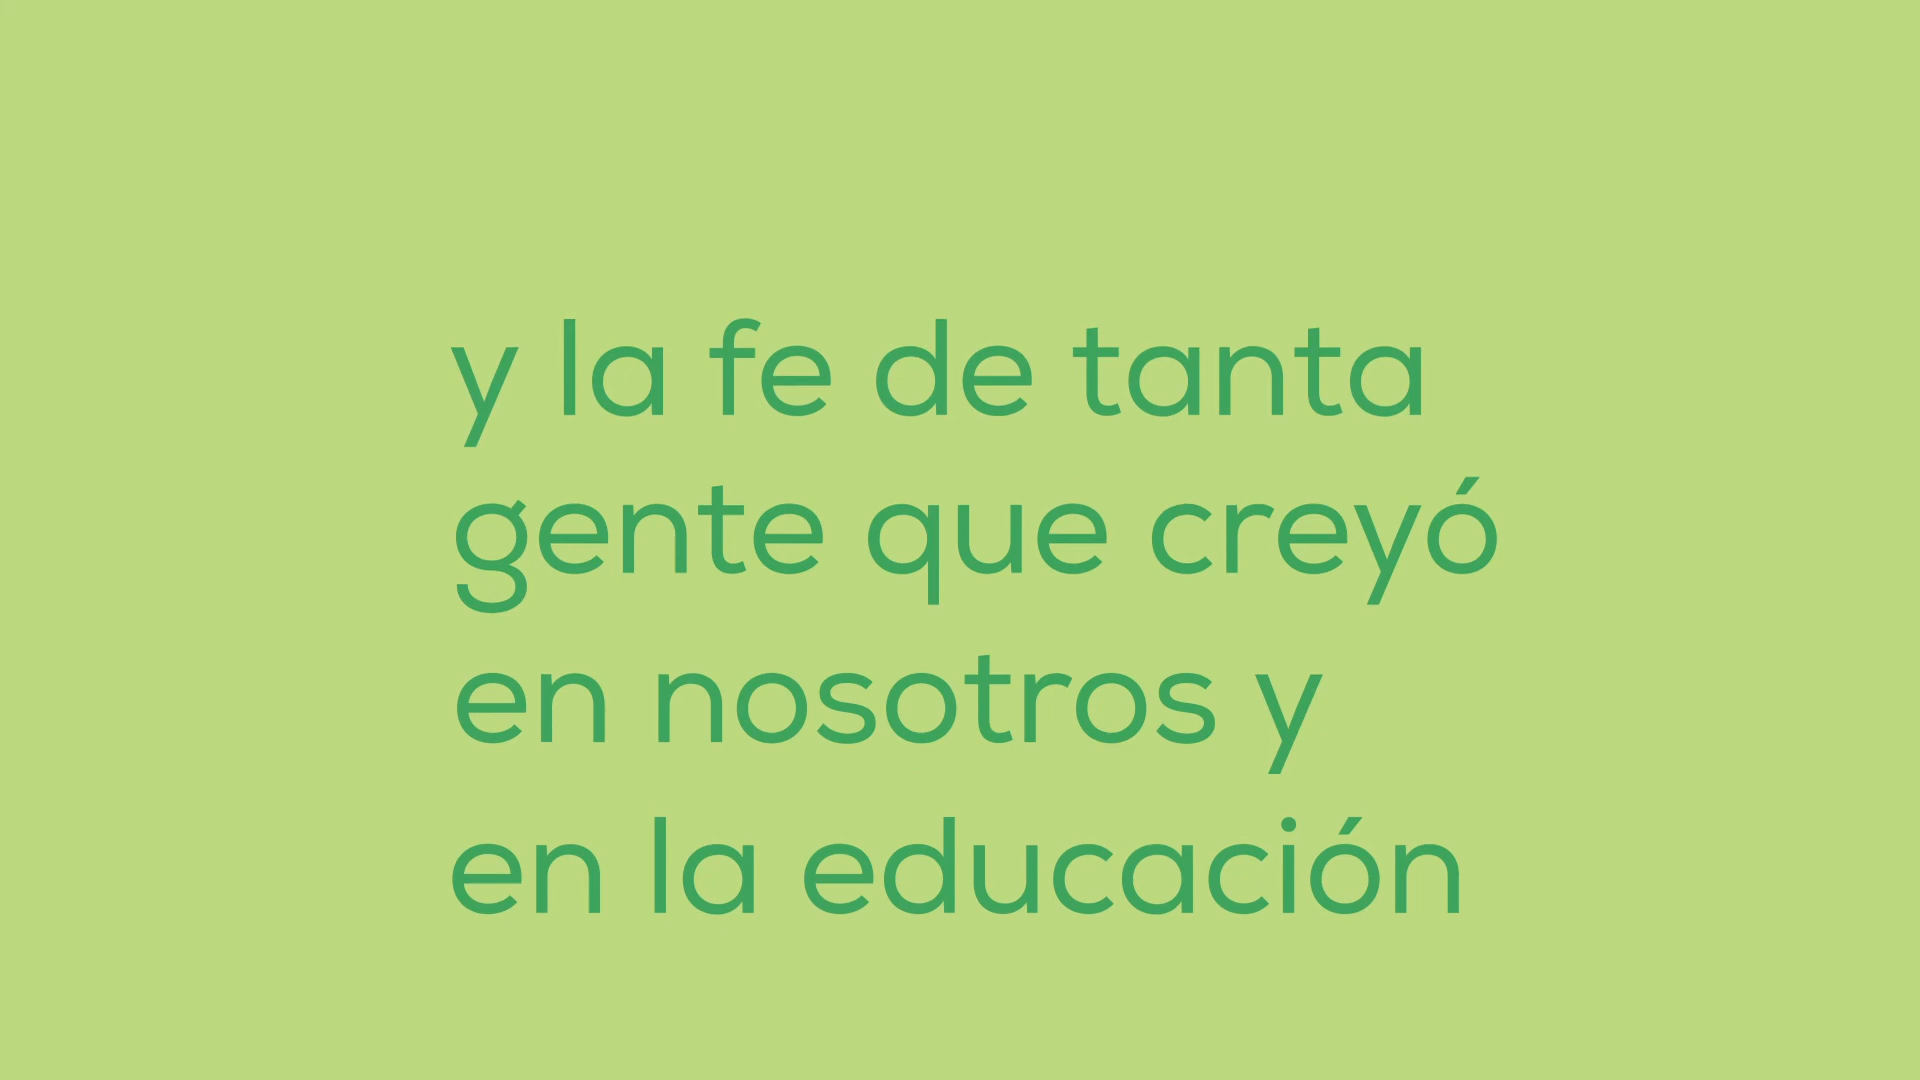 y la fe de tanta
gente que creyó
en nosotros y
en la educación